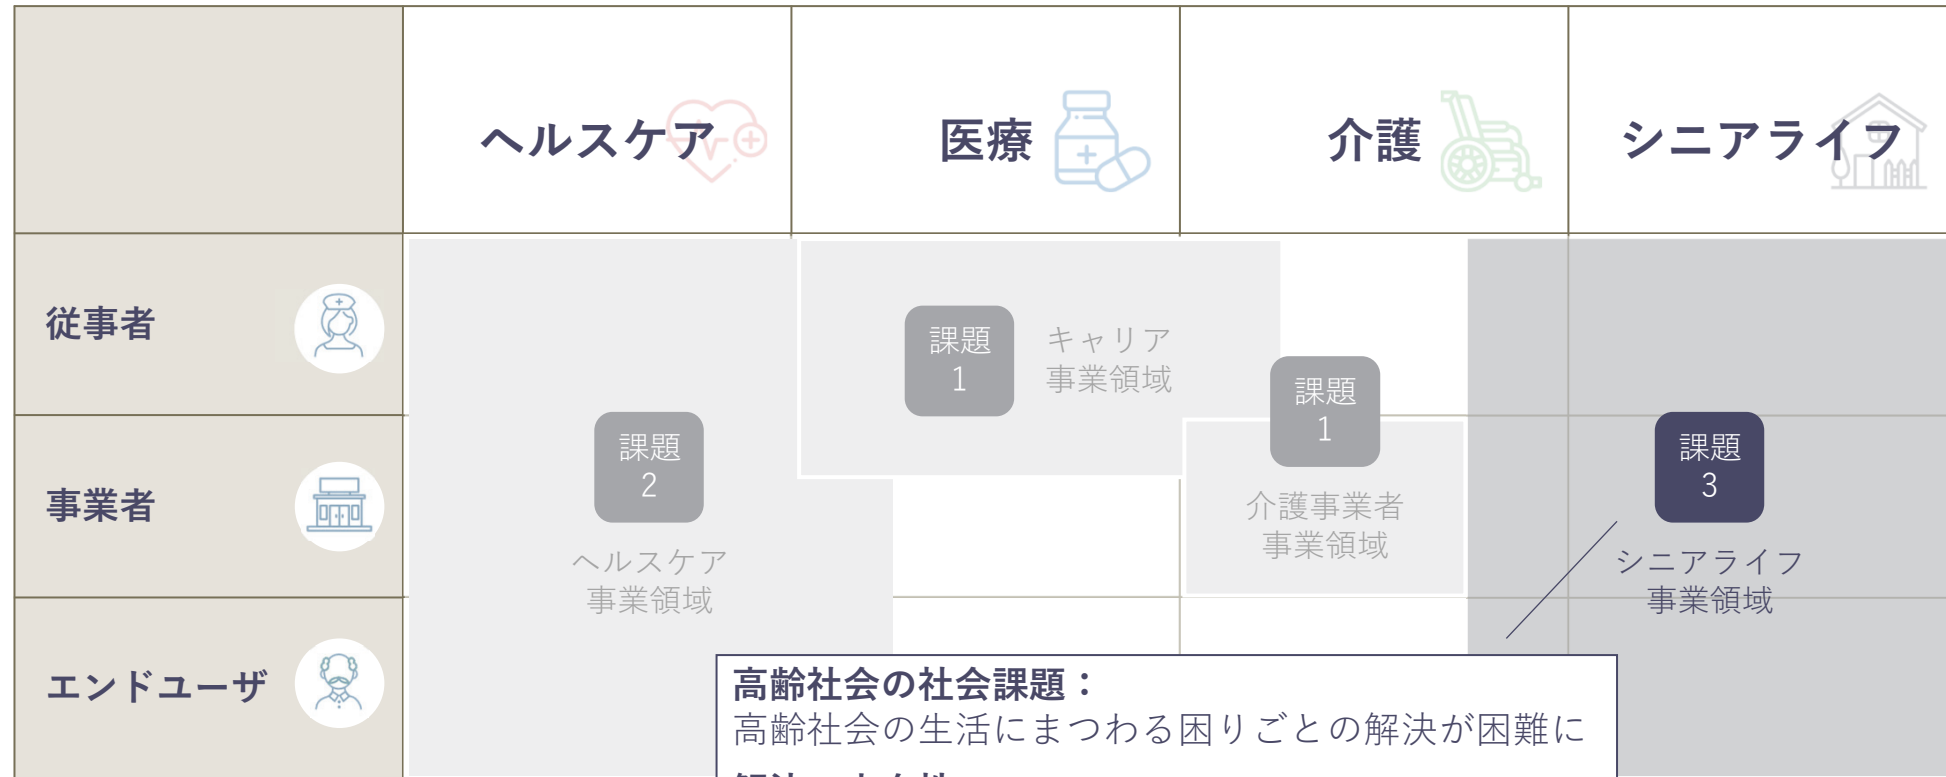 ヘルスケア
医療
介護
シニアライフ
従事者
事業者
エンドユーザ
課題
1
キャリア
事業領域
課題
1
課題
2
ヘルスケア
事業領域
介護事業者
事業領域
課題
3
シニアライフ
事業領域
高齢社会の社会課題：
高齢社会の生活にまつわる困りごとの解決が困難に